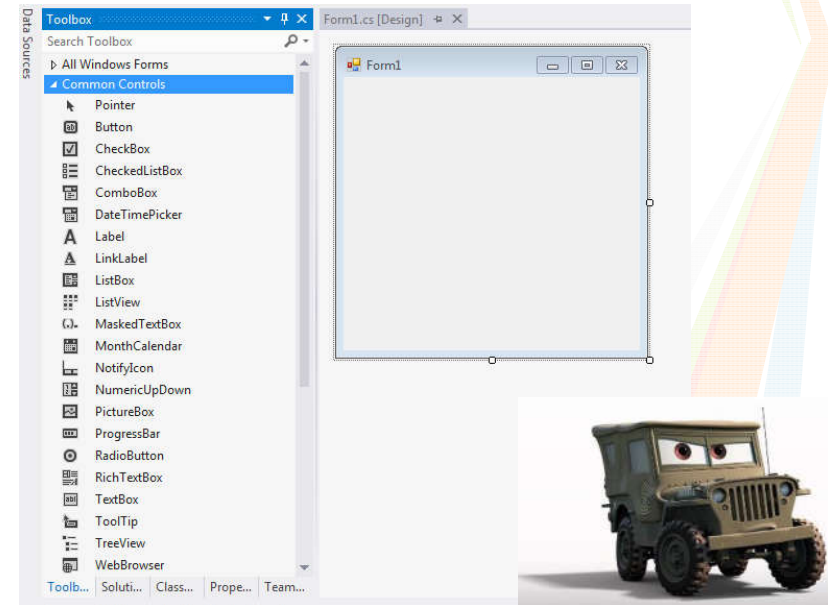 Data Sources
Toolbox
Search Toolbox
All Windows Forms
Common Controls
Pointer
Button
CheckBox
CheckedListBox
ComboBox
DateTimePicker
Label
LinkLabel
ListBox
ListView
MaskedTextBox
MonthCalendar
NotifyIcon
NumericUpDown
PictureBox
ProgressBar
RadioButton
RichTextBox
TextBox
ToolTip
TreeView
WebBrowser
Toolb... Soluti... Class... Prope... Team...
Form1.cs [Design]
Form1